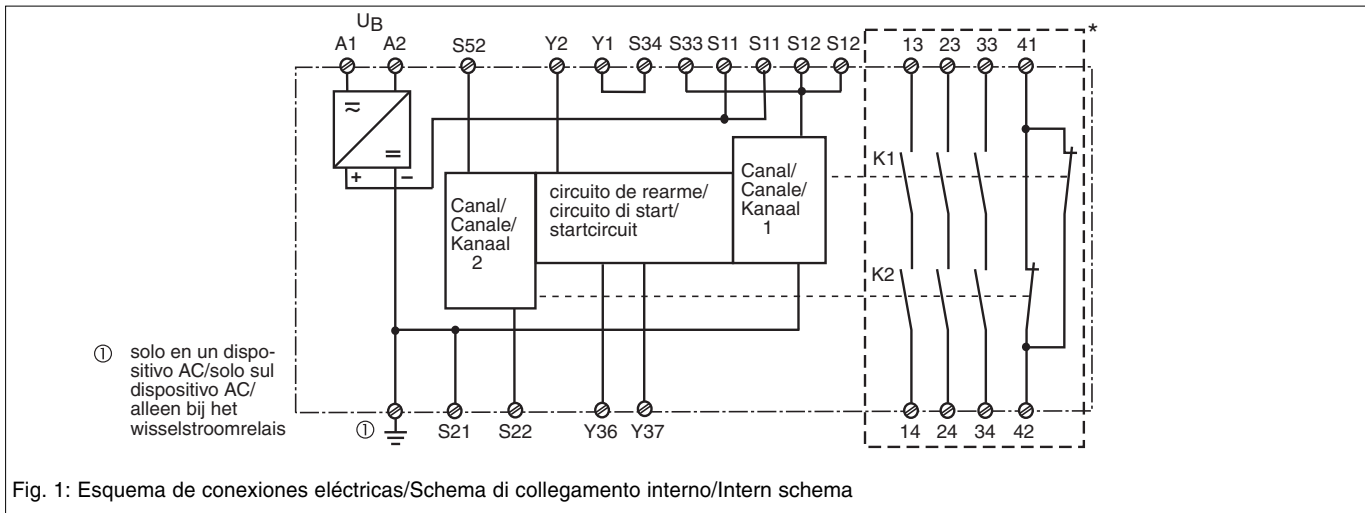 UB
A1 A2 S52 Y2 Y1 S34 S33 S11 S11 S12 S12 13 23 33 41 *
+ −
K1
Canal/
Canale/
Kanaal
1
circuito de rearme/
circuito di start/
startcircuit
Canal/
Canale/
Kanaal
2
K2
① solo en un dispo-
sitivo AC/solo sul
dispositivo AC/
alleen bij het
wisselstroomrelais
① S21 S22 Y36 Y37 14 24 34 42
Fig. 1: Esquema de conexiones eléctricas/Schema di collegamento interno/Intern schema